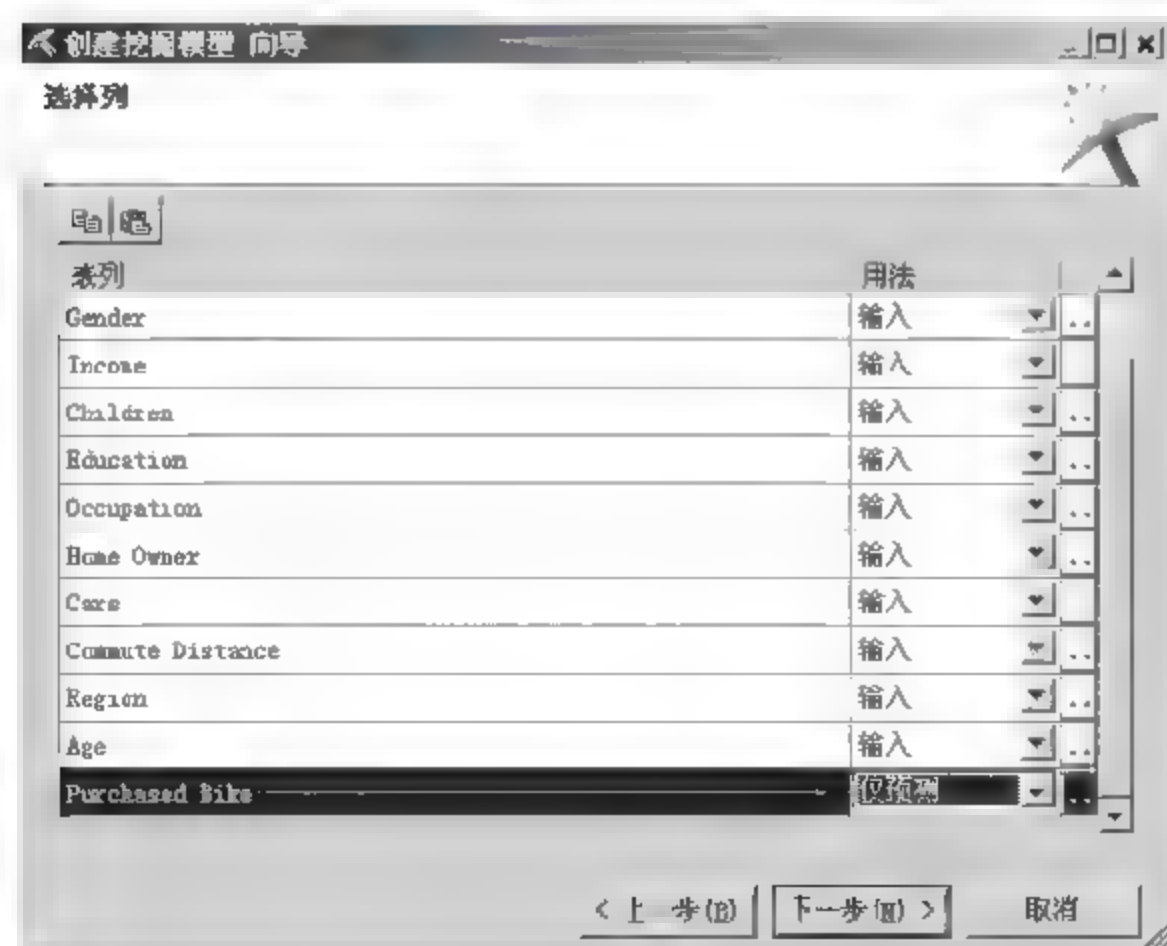 创建挖掘模型 向导
选择列
表列 用法
Gender 输入
Income 输入
Children 输入
Education 输入
Occupation 输入
Home Owner 输入
Cars 输入
Commute Distance 输入
Region 输入
Age 输入
Purchased Bike 仅预测
< 上一步(B) 下一步(N) > 取消